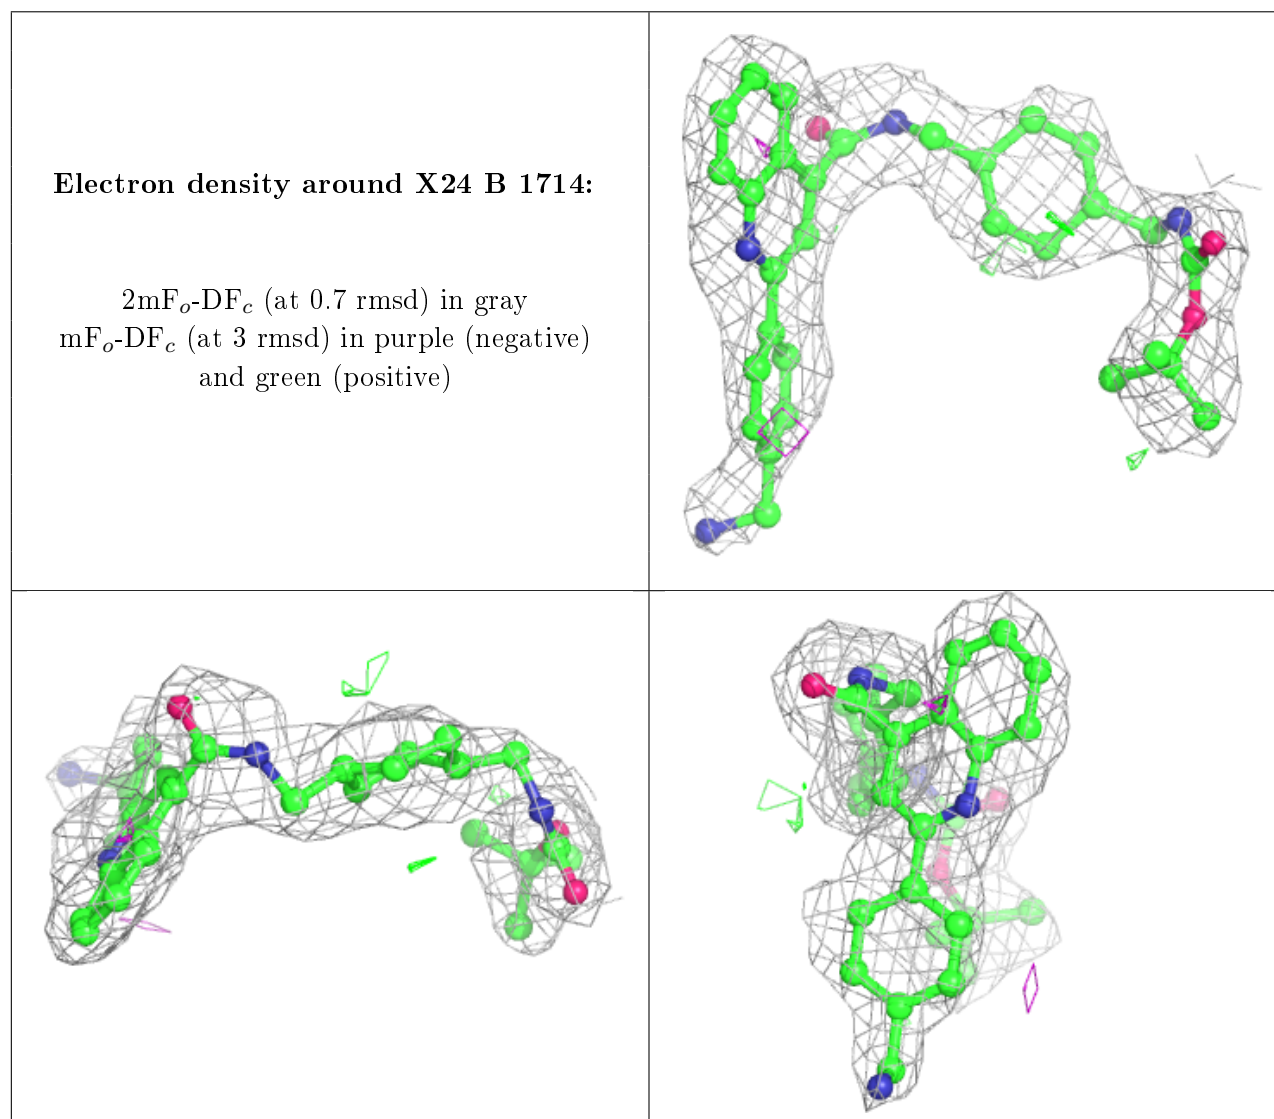 Electron density around X24 B 1714:
2mFo-DFc (at 0.7 rmsd) in gray
mFo-DFc (at 3 rmsd) in purple (negative)
and green (positive)